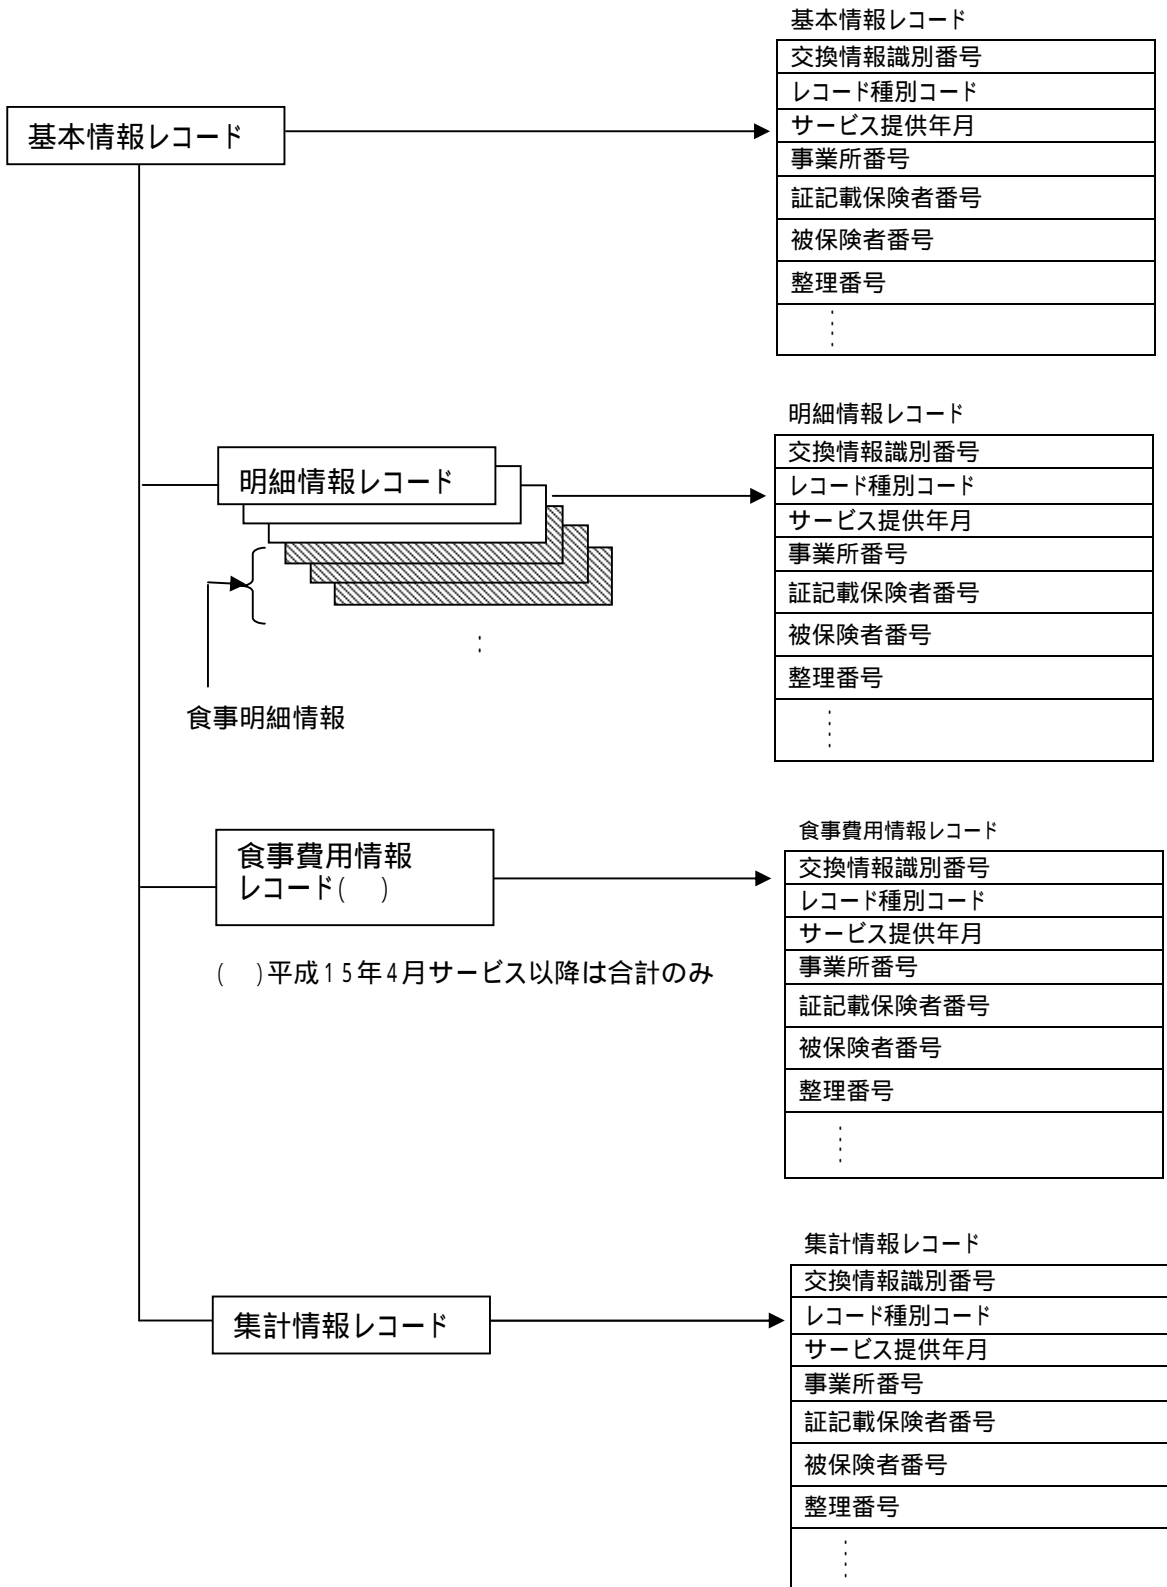 基本情報レコード
基本情報レコード
交換情報識別番号
レコード種別コード
サービス提供年月
事業所番号
証記載保険者番号
被保険者番号
整理番号
明細情報レコード
食事明細情報
明細情報レコード
交換情報識別番号
レコード種別コード
サービス提供年月
事業所番号
証記載保険者番号
被保険者番号
整理番号
食事費用情報
レコード(　)
(　)平成15年4月サービス以降は合計のみ
食事費用情報レコード
交換情報識別番号
レコード種別コード
サービス提供年月
事業所番号
証記載保険者番号
被保険者番号
整理番号
集計情報レコード
集計情報レコード
交換情報識別番号
レコード種別コード
サービス提供年月
事業所番号
証記載保険者番号
被保険者番号
整理番号